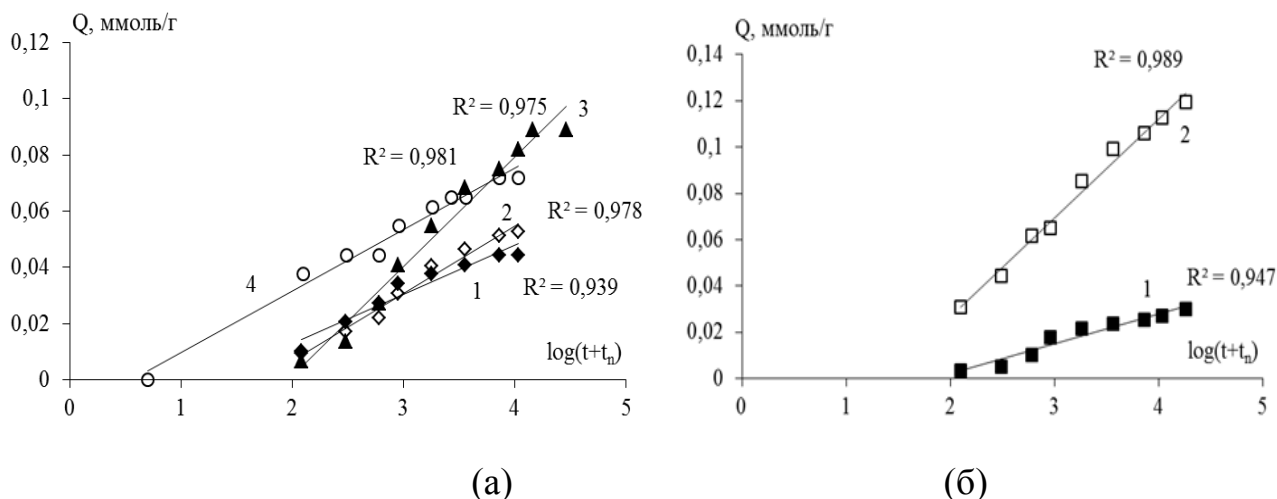 Q, ммоль/г
0,12
0,1
0,08
0,06
0,04
0,02
0
0
1
2
3
4
5
R² = 0,975
3
R² = 0,981
2
R² = 0,978
4
1
R² = 0,939
log(t+tn)
(а)
Q, ммоль/г
0,14
0,12
0,1
0,08
0,06
0,04
0,02
0
0
1
2
3
4
5
R² = 0,989
2
1
R² = 0,947
log(t+tn)
(б)